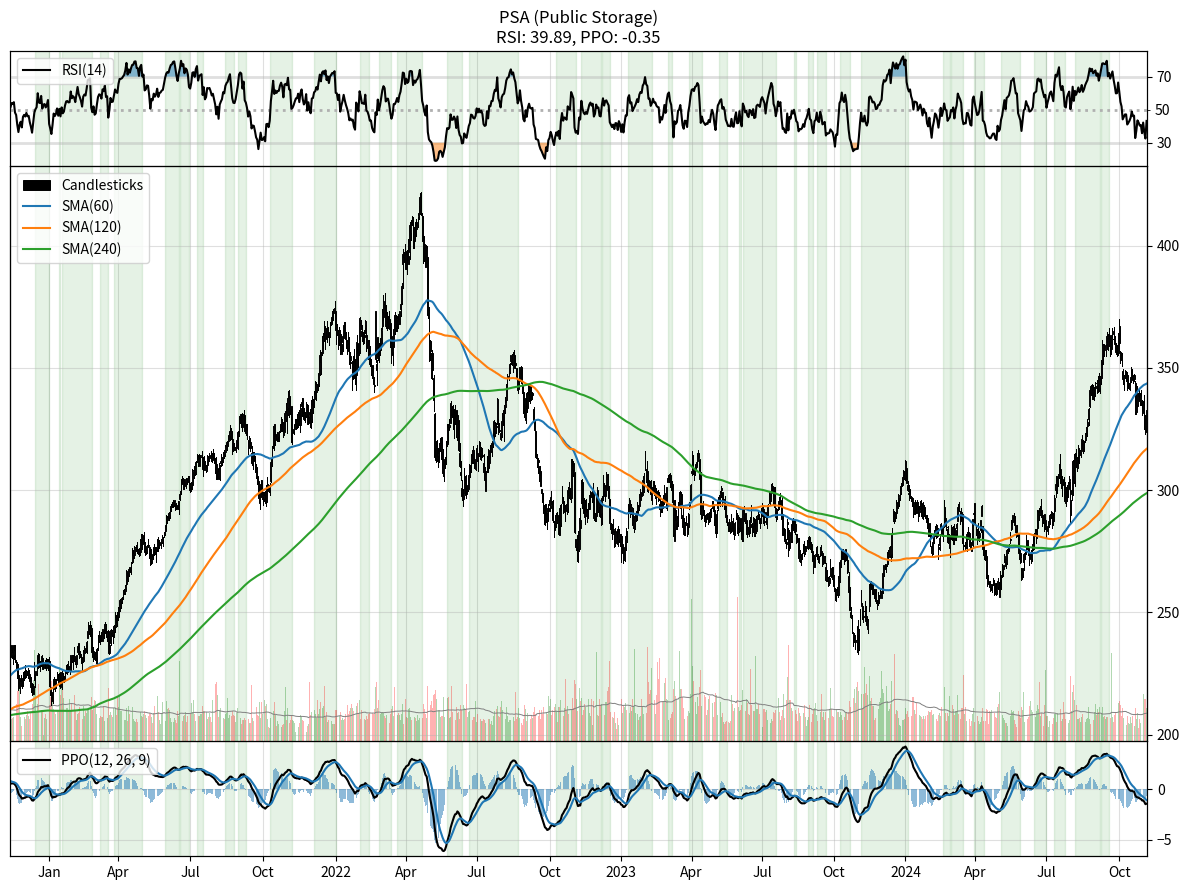 PSA (Public Storage)
RSI: 39.89, PPO: -0.35
RSI(14)
70
50
30
Candlesticks
SMA(60)
SMA(120)
SMA(240)
400
350
300
250
200
PPO(12, 26, 9)
0
−5
Jan Apr Jul Oct 2022 Apr Jul Oct 2023 Apr Jul Oct 2024 Apr Jul Oct